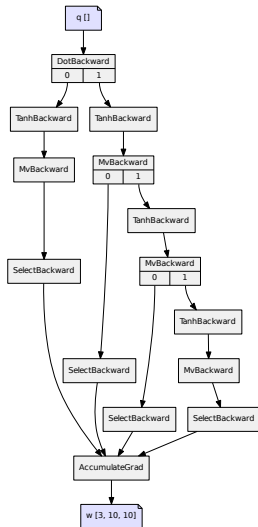 q []
DotBackward
0 1
TanhBackward TanhBackward
MvBackward MvBackward
0 1
TanhBackward
SelectBackward MvBackward
0 1
TanhBackward
SelectBackward MvBackward
SelectBackward SelectBackward
AccumulateGrad
w [3, 10, 10]